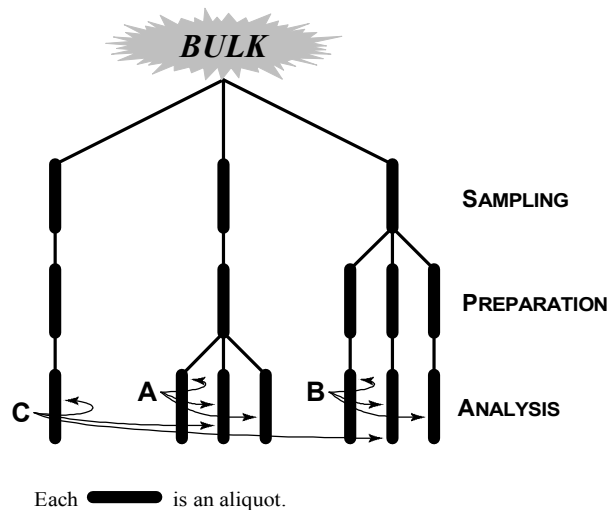 BULK
SAMPLING
PREPARATION
A
B
C
ANALYSIS
Each is an aliquot.